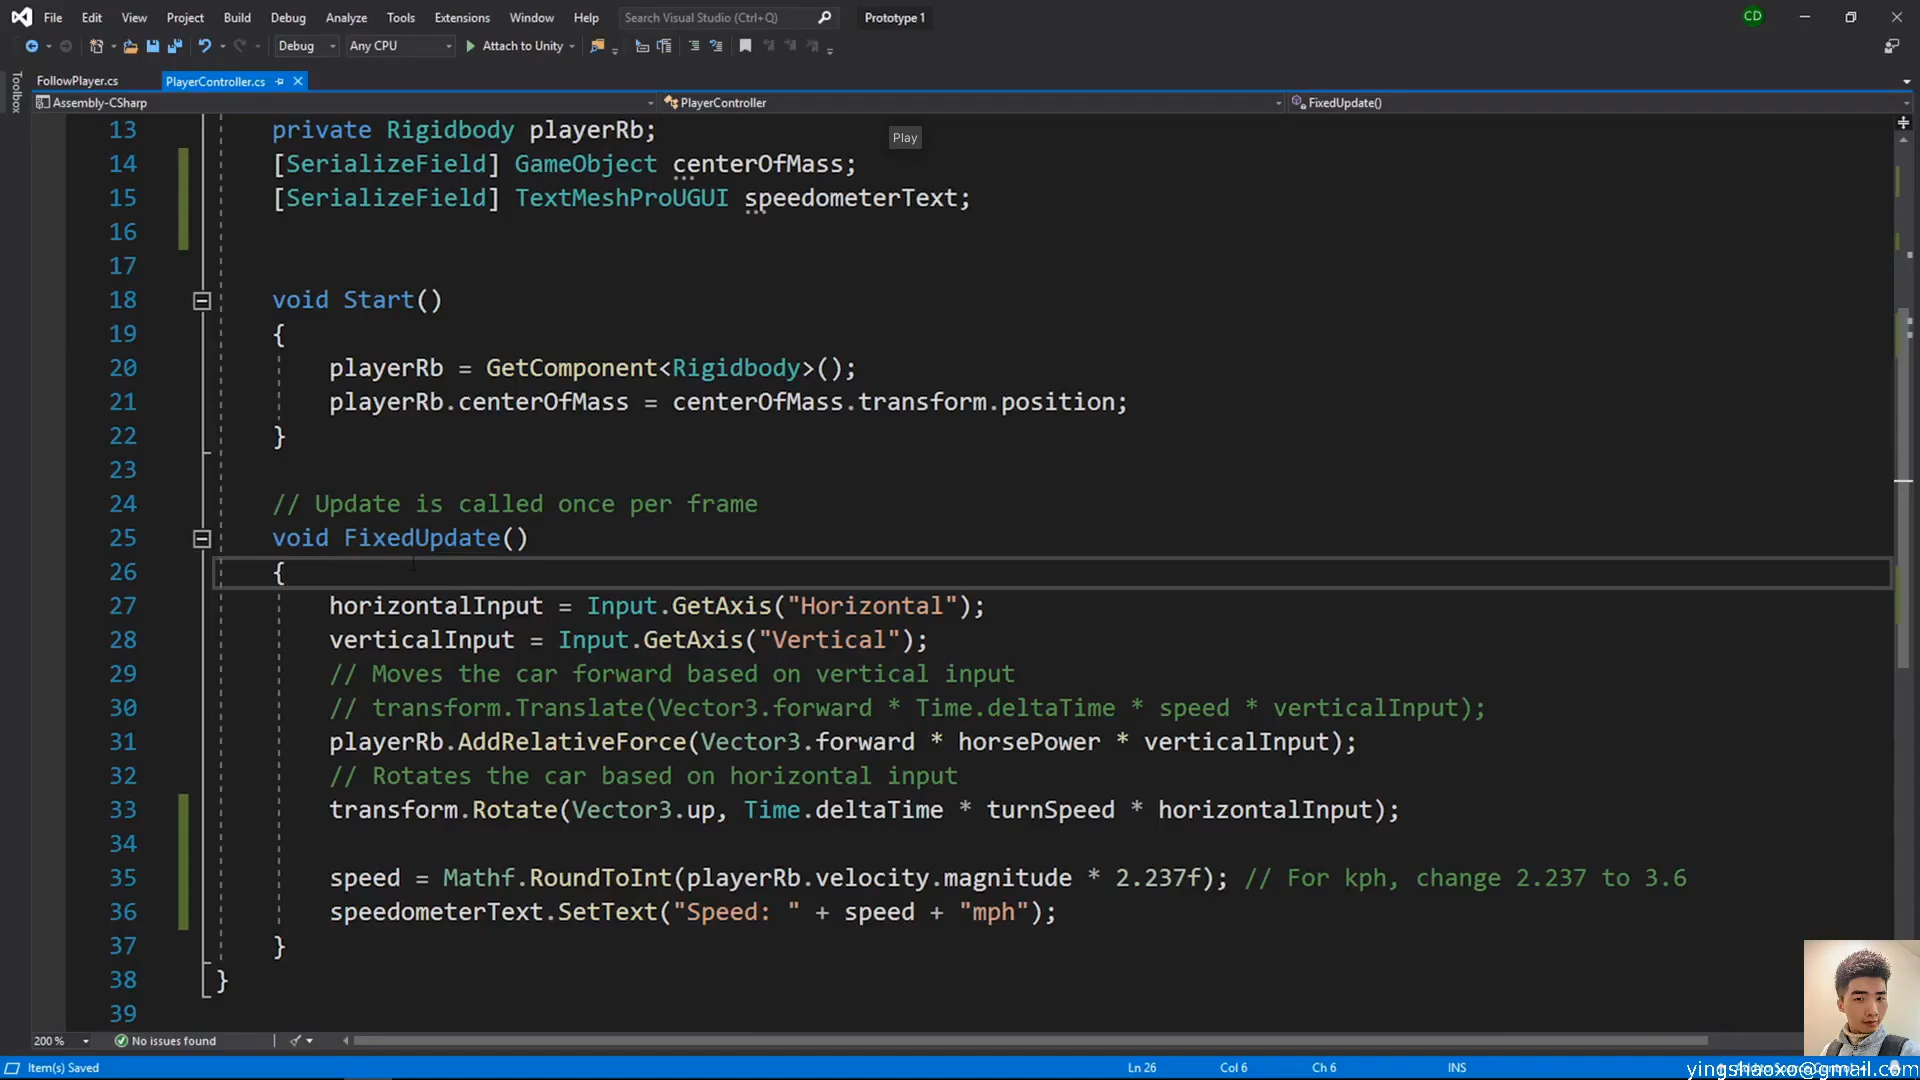 File Edit View Project Build Debug Analyze Tools Extensions Window Help Search Visual Studio (Ctrl+Q) Prototype 1 CD
Debug Any CPU Attach to Unity
Toolbox
FollowPlayer.cs PlayerController.cs
Assembly-CSharp PlayerController FixedUpdate()
Play
13 private Rigidbody playerRb;
14 [SerializeField] GameObject centerOfMass;
15 [SerializeField] TextMeshProUGUI speedometerText;
16
17
18 void Start()
19 {
20 playerRb = GetComponent<Rigidbody>();
21 playerRb.centerOfMass = centerOfMass.transform.position;
22 }
23
24 // Update is called once per frame
25 void FixedUpdate()
26 {
27 horizontalInput = Input.GetAxis("Horizontal");
28 verticalInput = Input.GetAxis("Vertical");
29 // Moves the car forward based on vertical input
30 // transform.Translate(Vector3.forward * Time.deltaTime * speed * verticalInput);
31 playerRb.AddRelativeForce(Vector3.forward * horsePower * verticalInput);
32 // Rotates the car based on horizontal input
33 transform.Rotate(Vector3.up, Time.deltaTime * turnSpeed * horizontalInput);
34
35 speed = Mathf.RoundToInt(playerRb.velocity.magnitude * 2.237f); // For kph, change 2.237 to 3.6
36 speedometerText.SetText("Speed: " + speed + "mph");
37 }
38 }
39
200 % No issues found
Item(s) Saved Ln 26 Col 6 Ch 6 INS
yingshaoxo@gmail.com